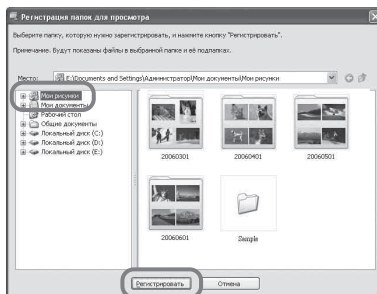 Регистрация папок для просмотра
Выберите папку, которую нужно зарегистрировать, и нажмите кнопку "Регистрировать".
Примечание. Будут показаны файлы в выбранной папке и её подпапках.
Место: E:\Documents and Settings\Администратор\Мои документы\Мои рисунки
Мои рисунки
Мои документы
Рабочий стол
Общие документы
Локальный диск (C:)
Локальный диск (D:)
Локальный диск (E:)
20060301
20060401
20060501
20060601
Sample
Регистрировать
Отмена